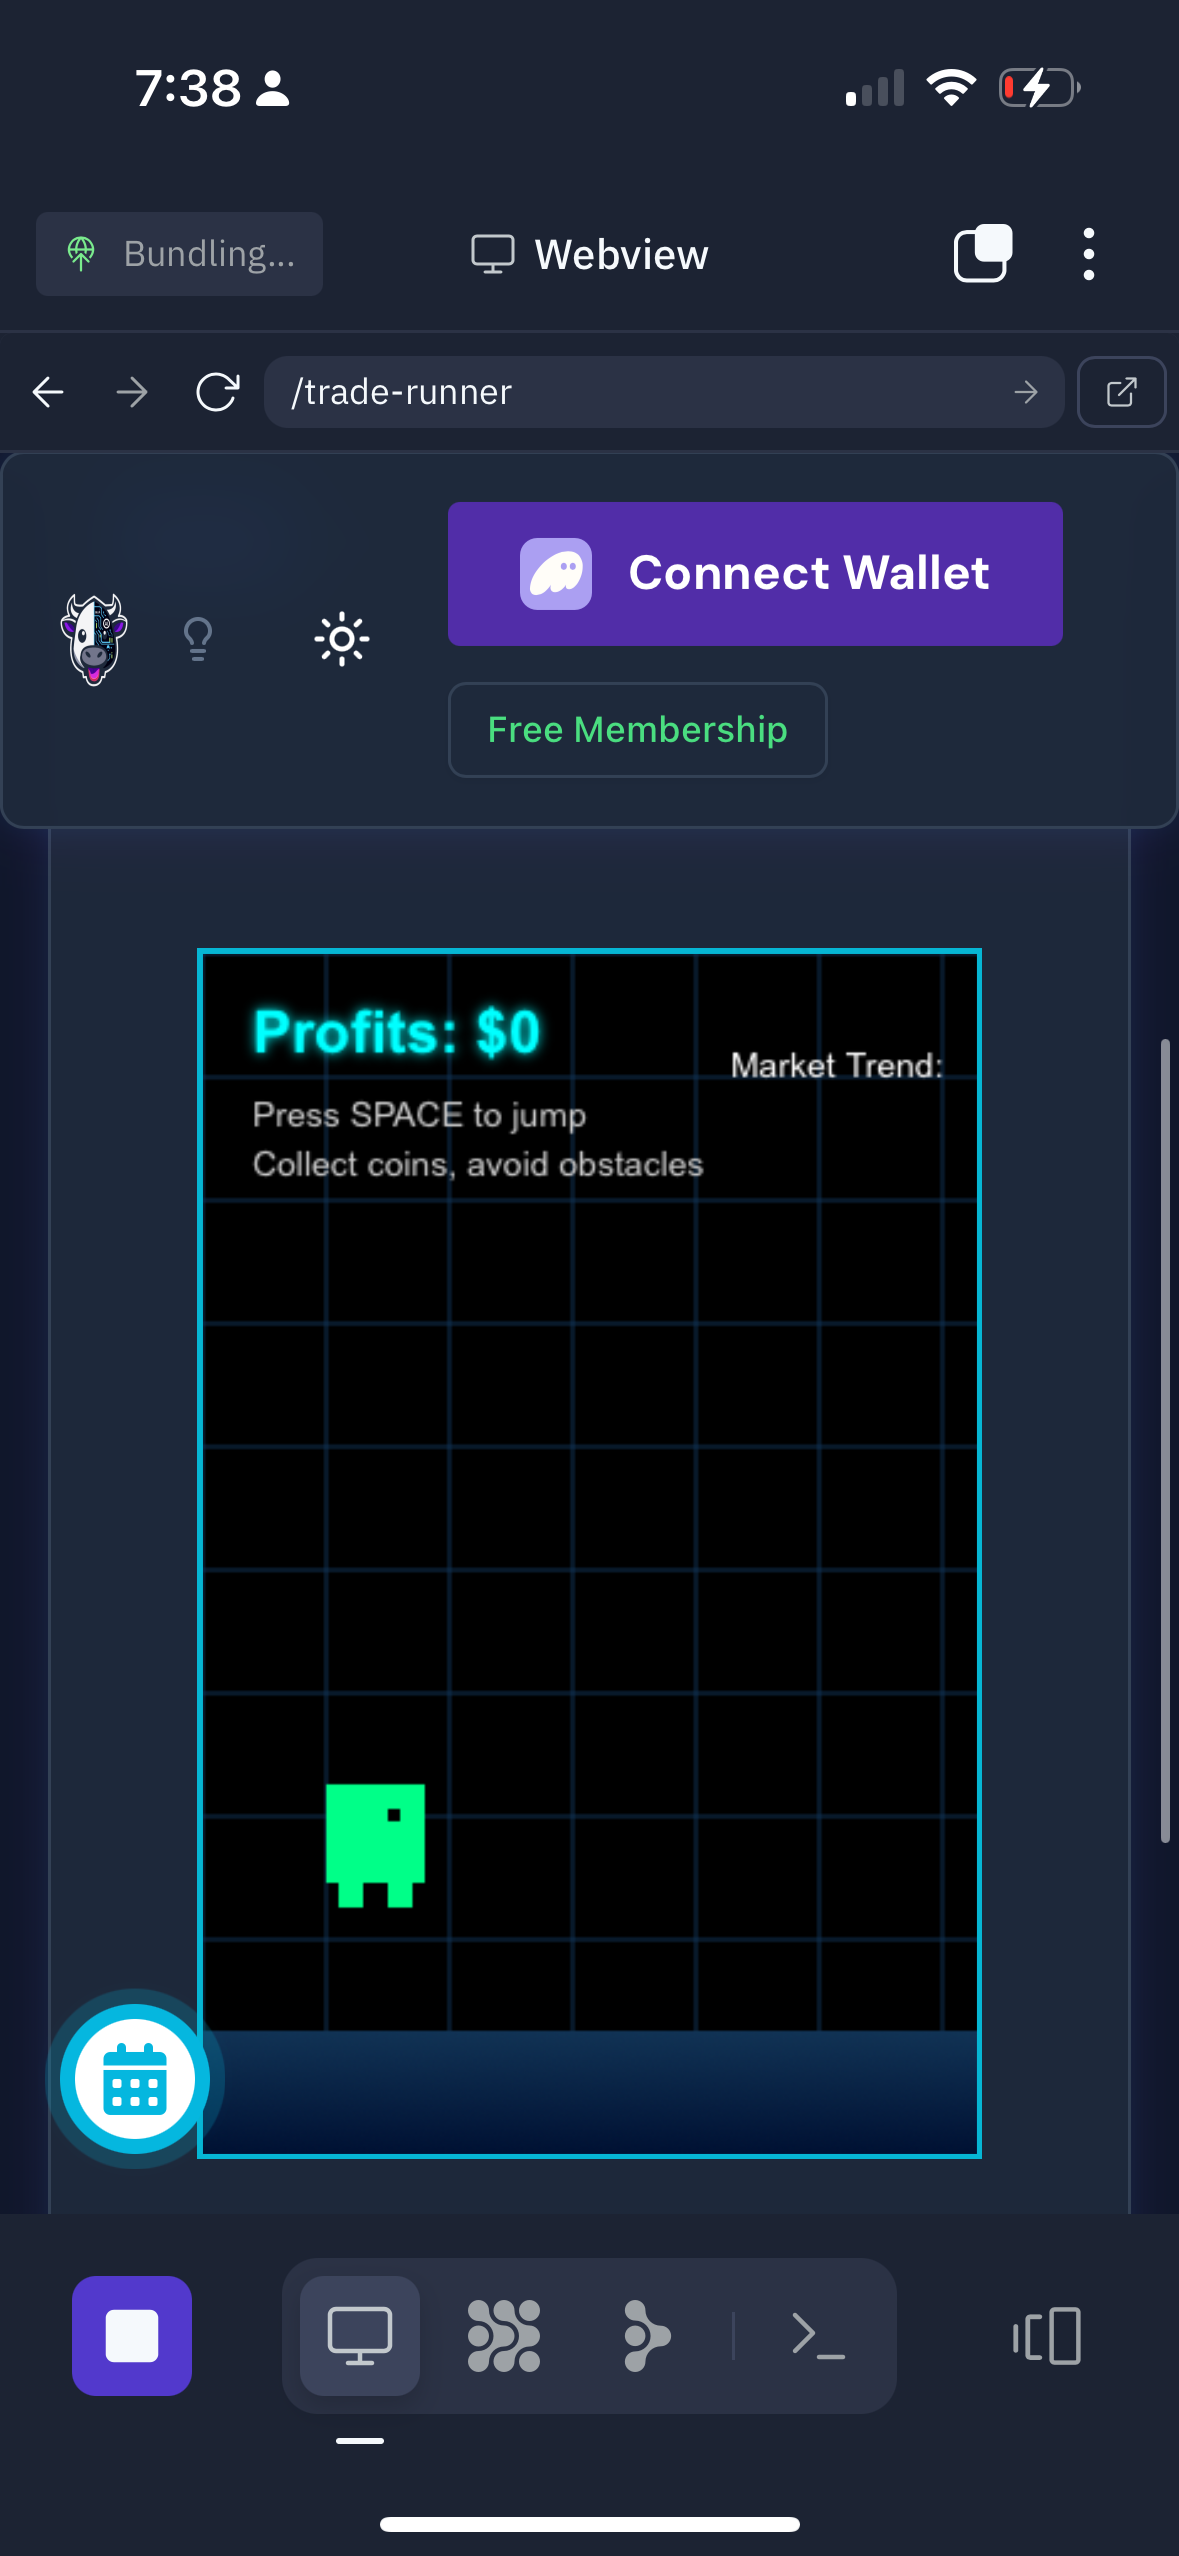 7:38
Bundling...
Webview
/trade-runner
Connect Wallet
Free Membership
Profits: $0
Market Trend:
Press SPACE to jump
Collect coins, avoid obstacles